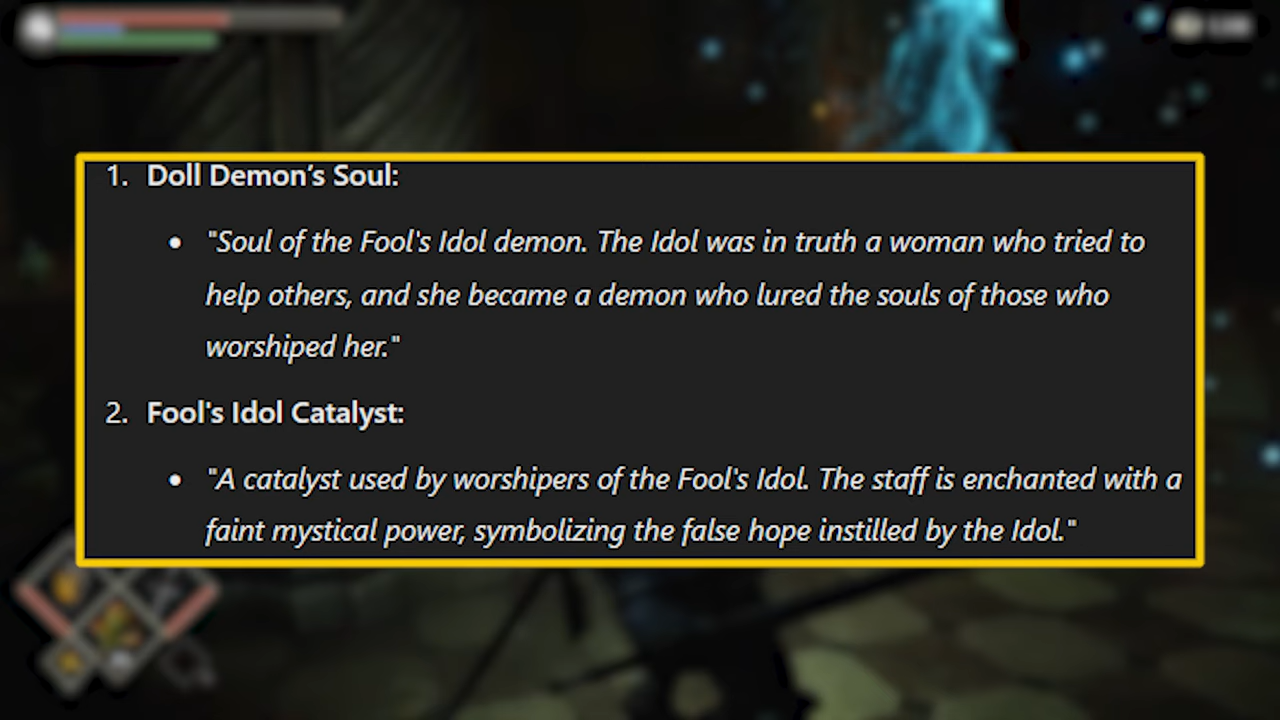 1. Doll Demon’s Soul:
• "Soul of the Fool's Idol demon. The Idol was in truth a woman who tried to
help others, and she became a demon who lured the souls of those who
worshiped her."
2. Fool's Idol Catalyst:
• "A catalyst used by worshipers of the Fool's Idol. The staff is enchanted with a
faint mystical power, symbolizing the false hope instilled by the Idol."